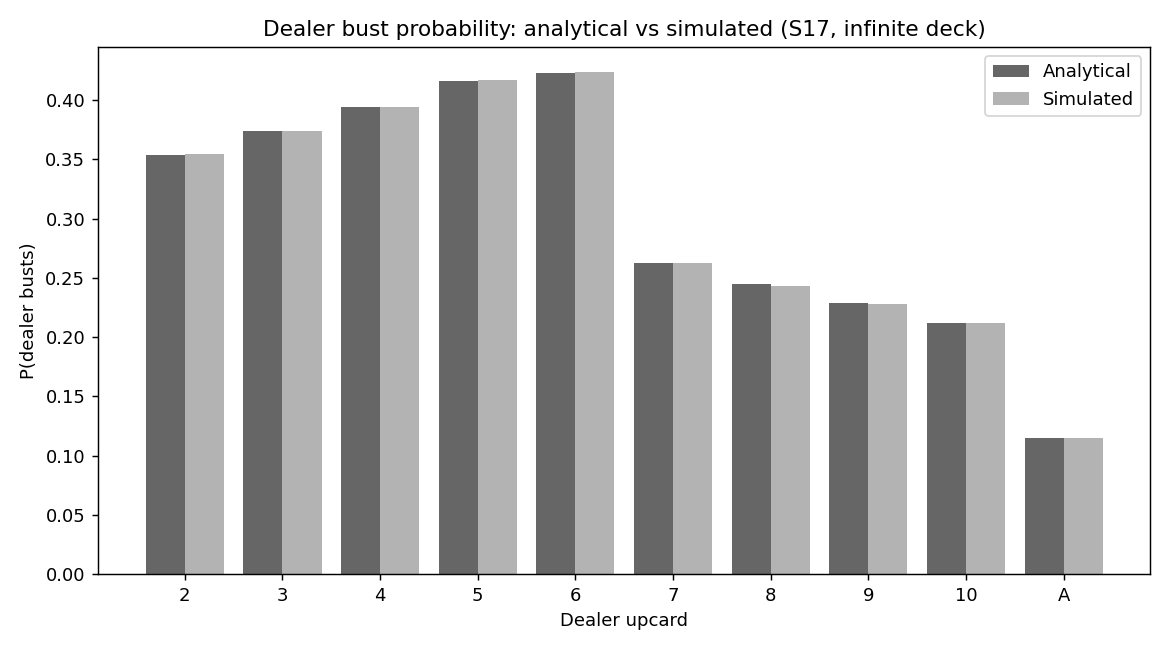 Dealer bust probability: analytical vs simulated (S17, infinite deck)
Analytical
Simulated
P(dealer busts)
0.40
0.35
0.30
0.25
0.20
0.15
0.10
0.05
0.00
2 3 4 5 6 7 8 9 10 A
Dealer upcard